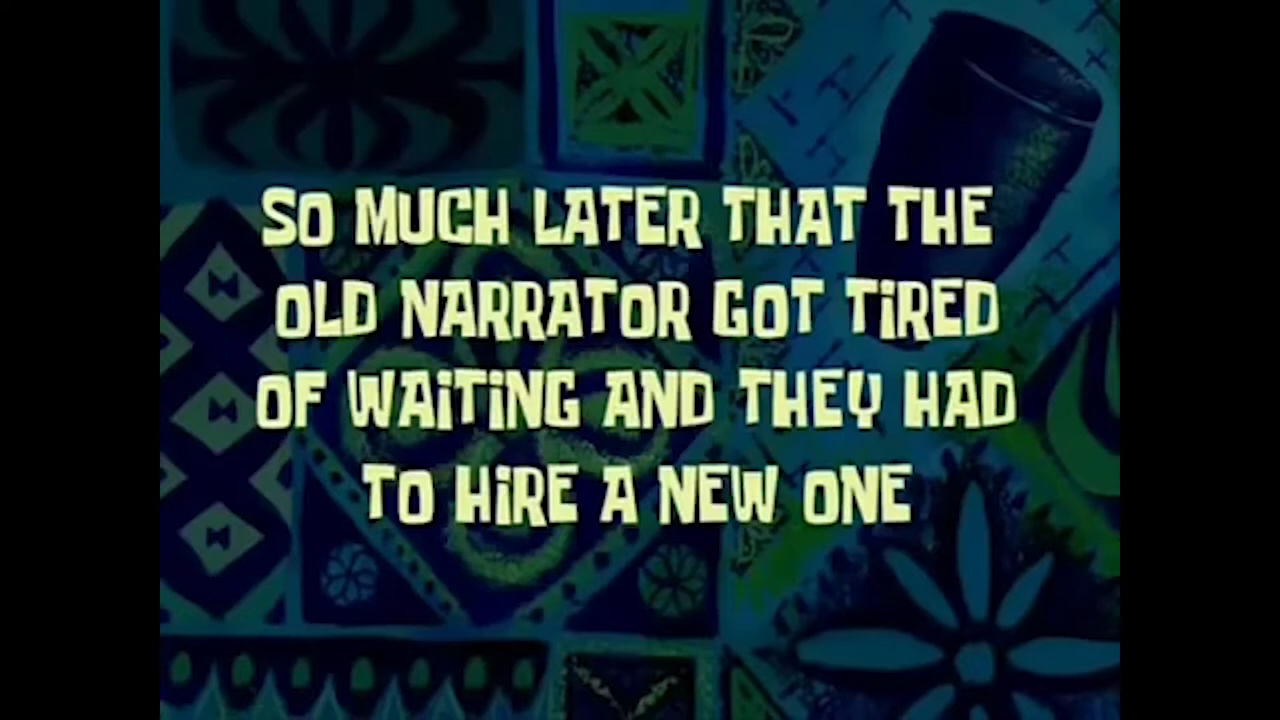 SO MUCH LATER THAT THE
OLD NARRATOR GOT TiRED
OF WAiTiNG AND THEY HAD
TO HiRE A NEW ONE